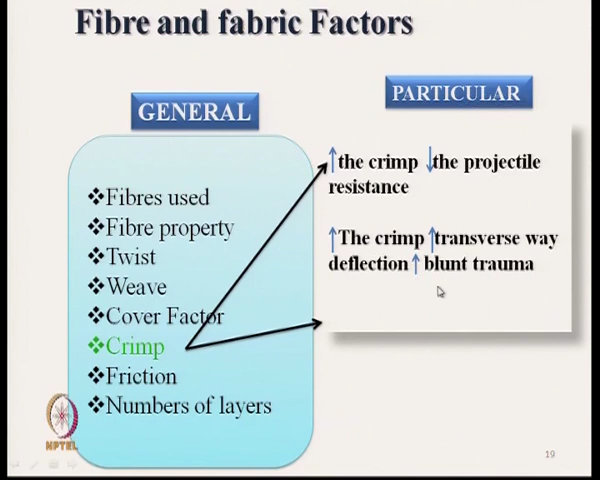 Fibre and fabric Factors
GENERAL
PARTICULAR
❖Fibres used
❖Fibre property
❖Twist
❖Weave
❖Cover Factor
❖Crimp
❖Friction
❖Numbers of layers
↑the crimp ↓the projectile
resistance
↑The crimp ↑transverse way
deflection ↑ blunt trauma
NPTEL
19